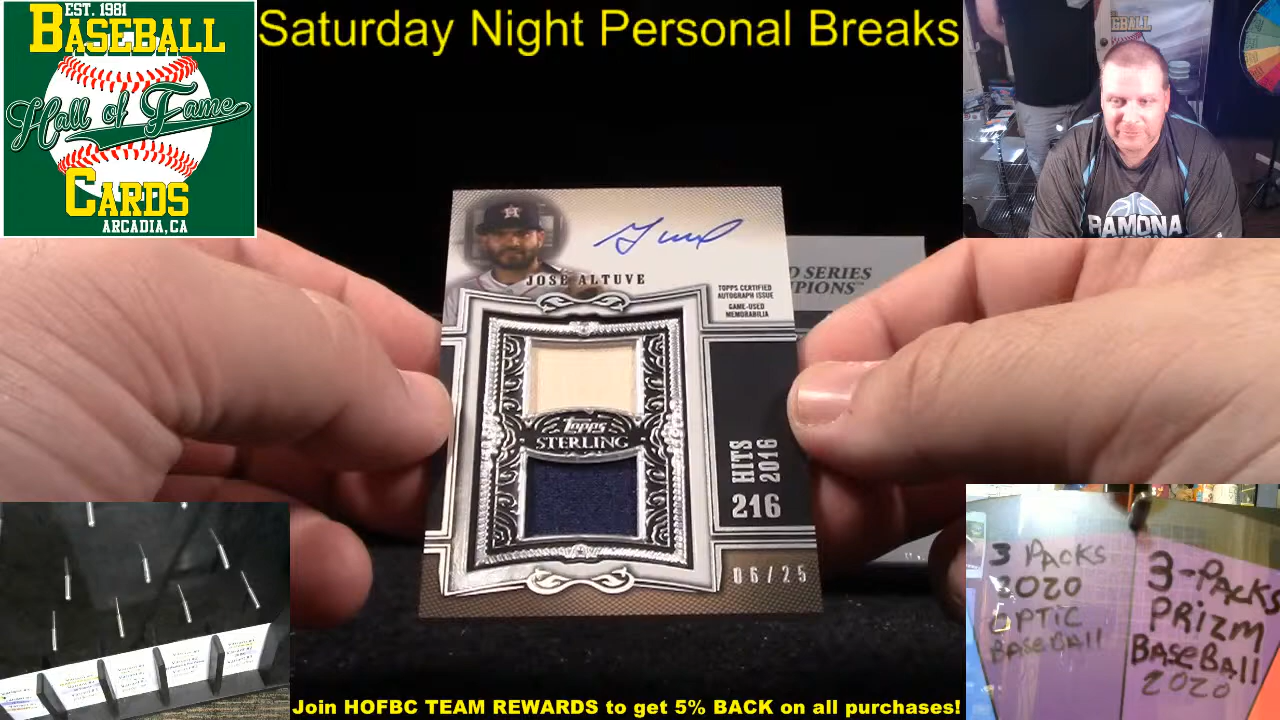 EST. 1981
BASEBALL
Hall of Fame
CARDS
ARCADIA, CA
Saturday Night Personal Breaks
RAMONA
JOSE ALTUVE
TOPPS CERTIFIED
AUTOGRAPH ISSUE
GAME-USED
MEMORABILIA
SERIES
Topps
STERLING
HITS
2016
216
06/25
3 PACKS
2020
OPTIC
BASEBALL
3-PACKS
PRIZM
BASEBALL
2020
Join HOFBC TEAM REWARDS to get 5% BACK on all purchases!